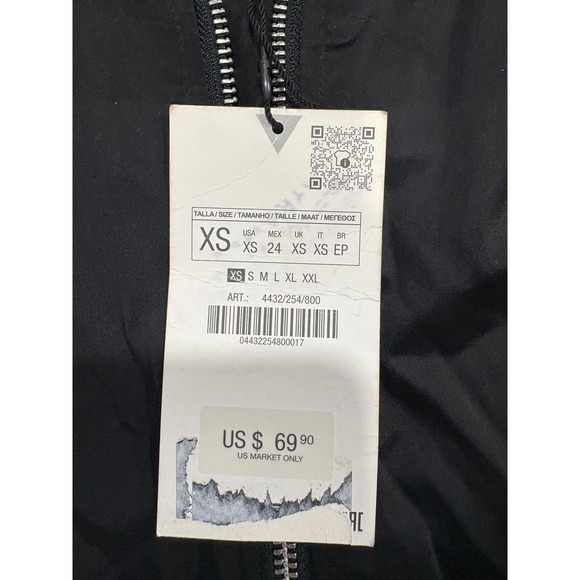 TALLA / SIZE / TAMANHO / TAILLE / MAAT / ΜΕΓΕΘΟΣ
XS USA MEX UK IT BR
XS 24 XS XS EP
XS S M L XL XXL
ART.: 4432/254/800
04432254800017
US $ 69.90
US MARKET ONLY